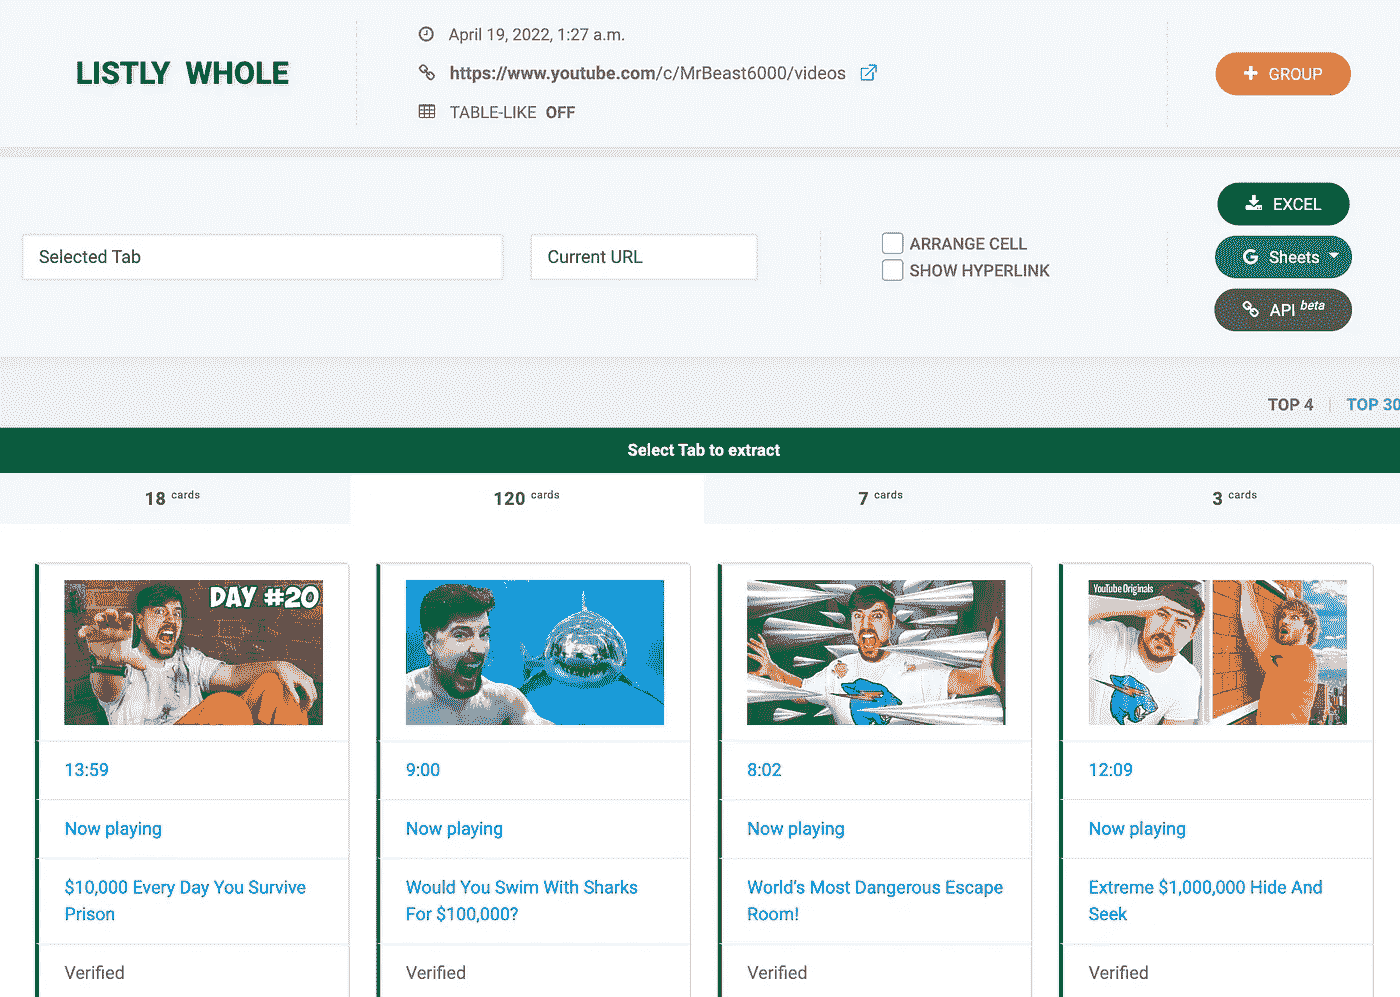 LISTLY WHOLE
April 19, 2022, 1:27 a.m.
https://www.youtube.com/c/MrBeast6000/videos
TABLE-LIKE OFF
GROUP
Selected Tab
Current URL
ARRANGE CELL
SHOW HYPERLINK
EXCEL
G Sheets
API beta
TOP 4 | TOP 30
Select Tab to extract
18 cards
120 cards
7 cards
3 cards
DAY #20
13:59
Now playing
$10,000 Every Day You Survive
Prison
Verified
9:00
Now playing
Would You Swim With Sharks
For $100,000?
Verified
8:02
Now playing
World's Most Dangerous Escape
Room!
Verified
YouTube Originals
12:09
Now playing
Extreme $1,000,000 Hide And
Seek
Verified